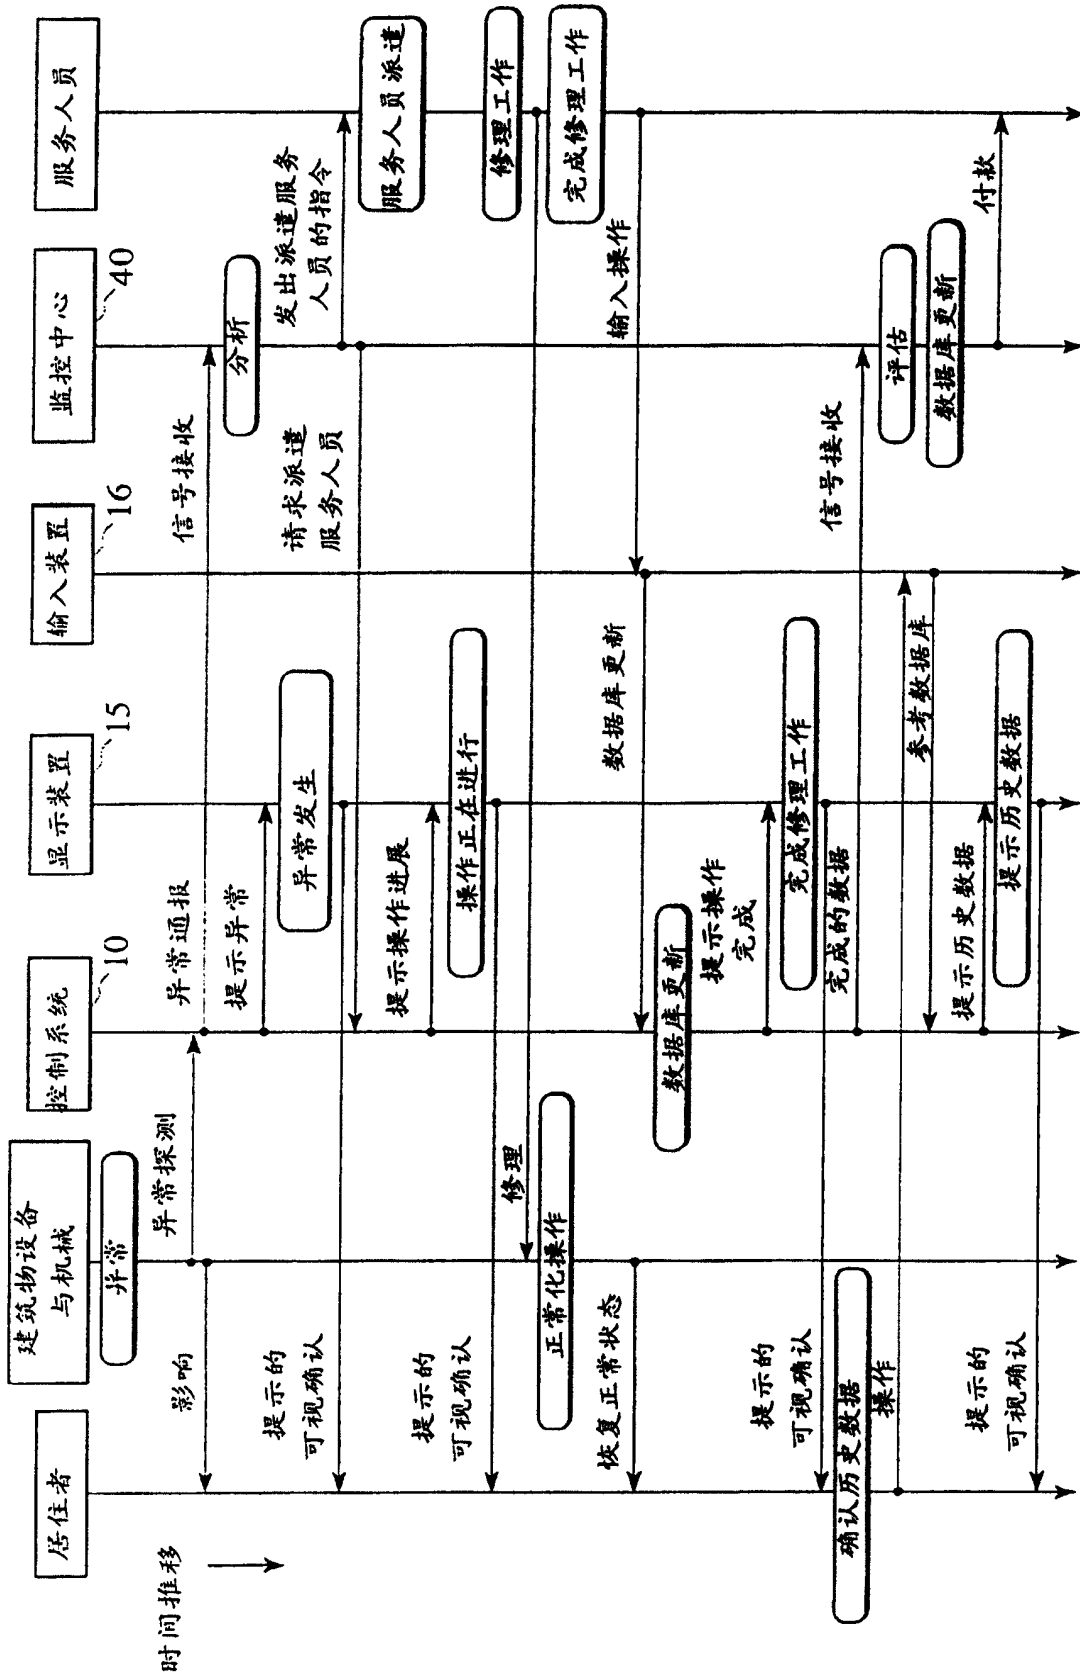 居住者
建筑物设备
与机械
控制系统
10
显示装置
15
输入装置
16
监控中心
40
服务人员
时间推移
异常
影响
异常探测
异常通报
信号接收
提示异常
分析
提示的
可视确认
异常发生
请求派遣
服务人员
发出派遣服务
人员的指令
服务人员派遣
提示操作进展
提示的
可视确认
操作正在进行
修理工作
修理
正常化操作
完成修理工作
恢复正常状态
数据库更新
输入操作
数据库更新
提示操作
完成
提示的
可视确认
完成修理工作
完成的数据
信号接收
确认历史数据
操作
评估
参考数据库
数据库更新
提示历史数据
付款
提示的
可视确认
提示历史数据